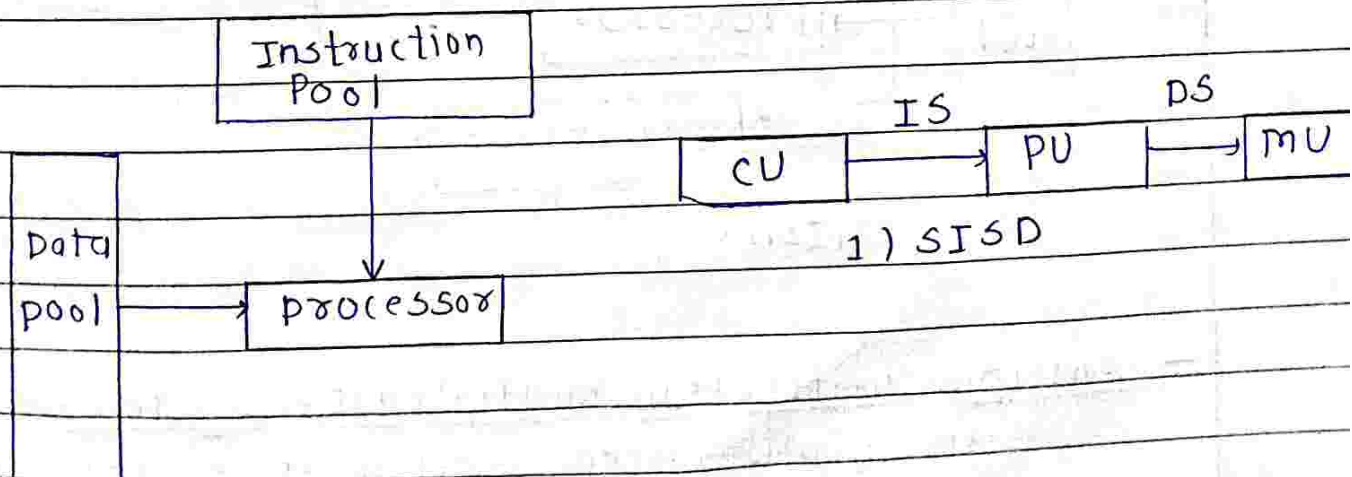 Instruction
Pool
IS
DS
CU
PU
MU
Data
pool
processor
1) SISD